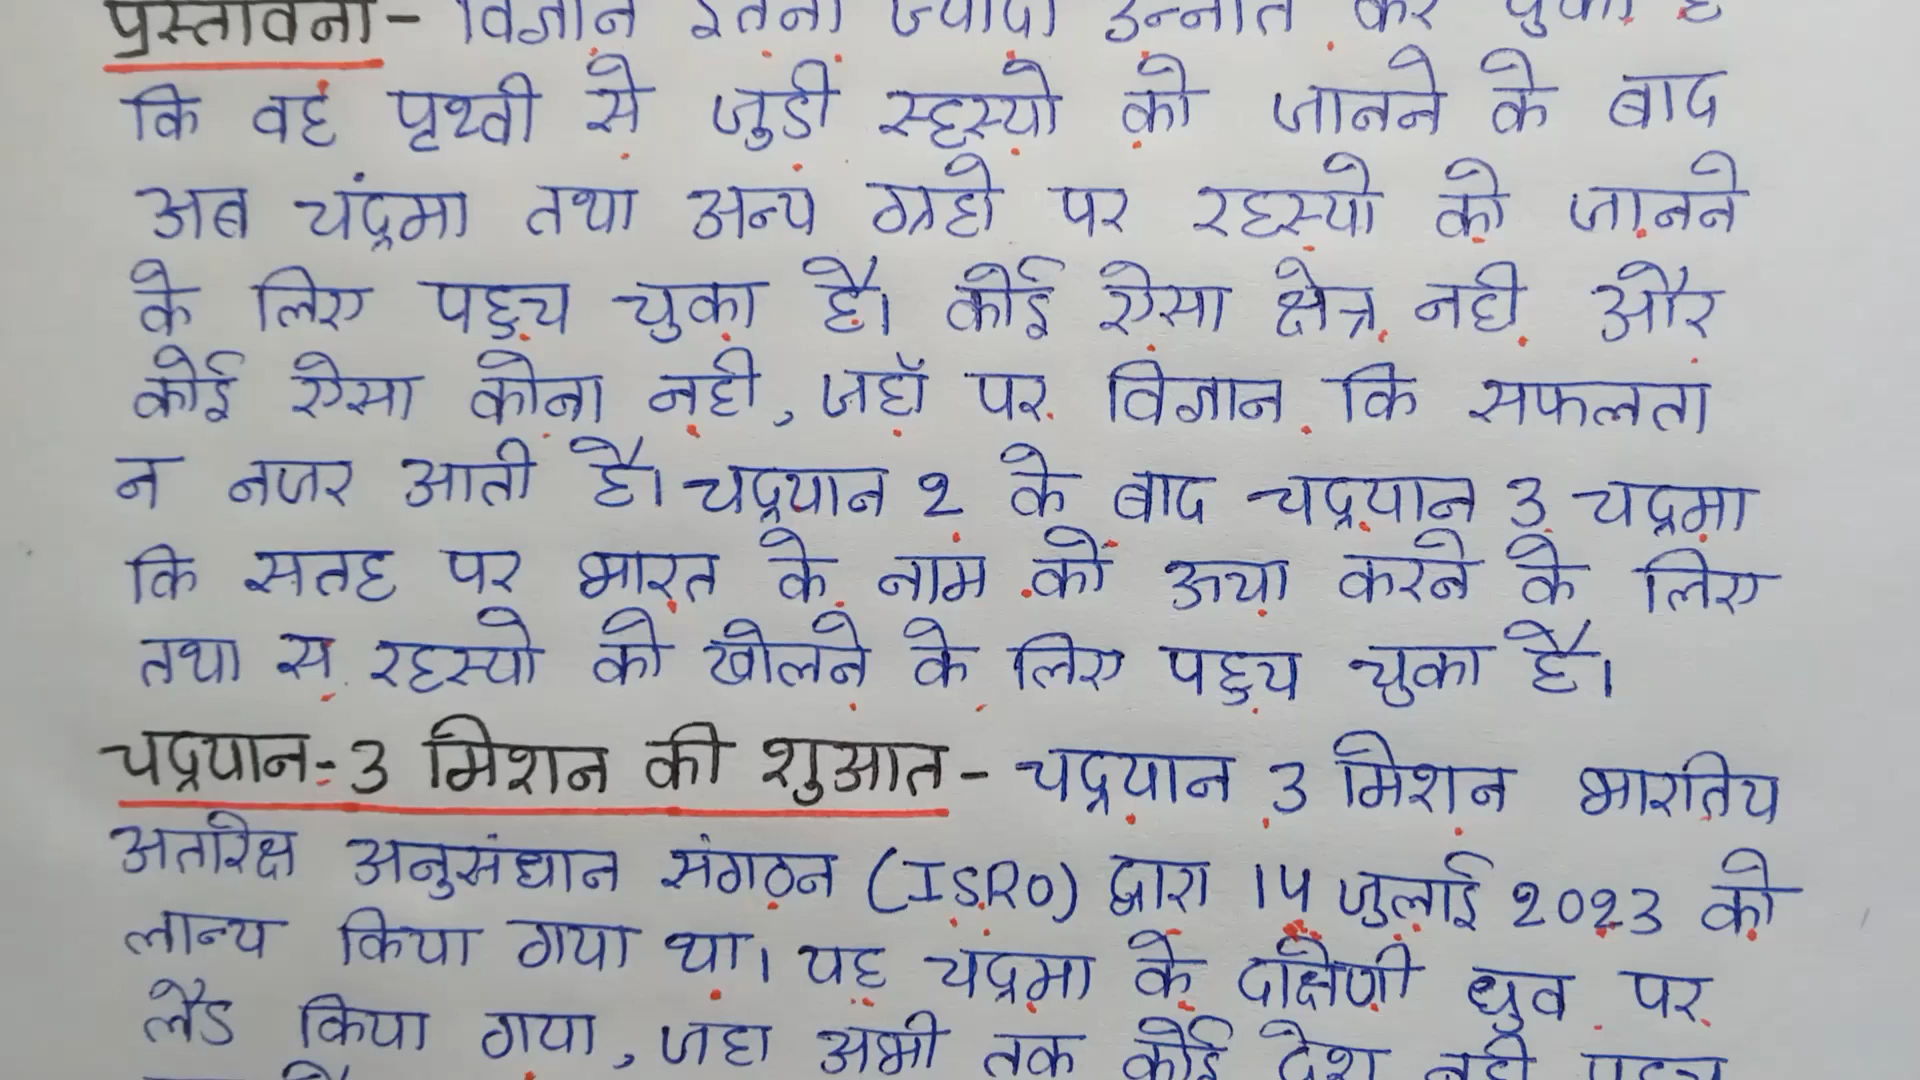 प्रस्तावना- विज्ञान इतना ज्यादा उन्नति कर चुका है
कि वह पृथ्वी से जुडी रहस्यो को जानने के बाद
अब चंद्रमा तथा अन्य ग्रहो पर रहस्यो को जानने
के लिए पहुच चुका है। कोई ऐसा क्षेत्र नही और
कोई ऐसा कोना नही, जहाँ पर विज्ञान कि सफलता
न नजर आती है। चद्रयान 2 के बाद चद्रयान 3 चद्रमा
कि सतह पर भारत के नाम को ऊचा करने के लिए
तथा स रहस्यो को खोलने के लिए पहुच चुका है।
चद्रयान-3 मिशन की शुआत- चद्रयान 3 मिशन भारतिय
अतरिक्ष अनुसंधान संगठन (ISRO) द्वारा 14 जुलाई 2023 को
लान्च किया गया था। यह चंद्रमा के दक्षिणी ध्रुव पर
लैड किया गया, जहा अभी तक कोई देश नही पहुच